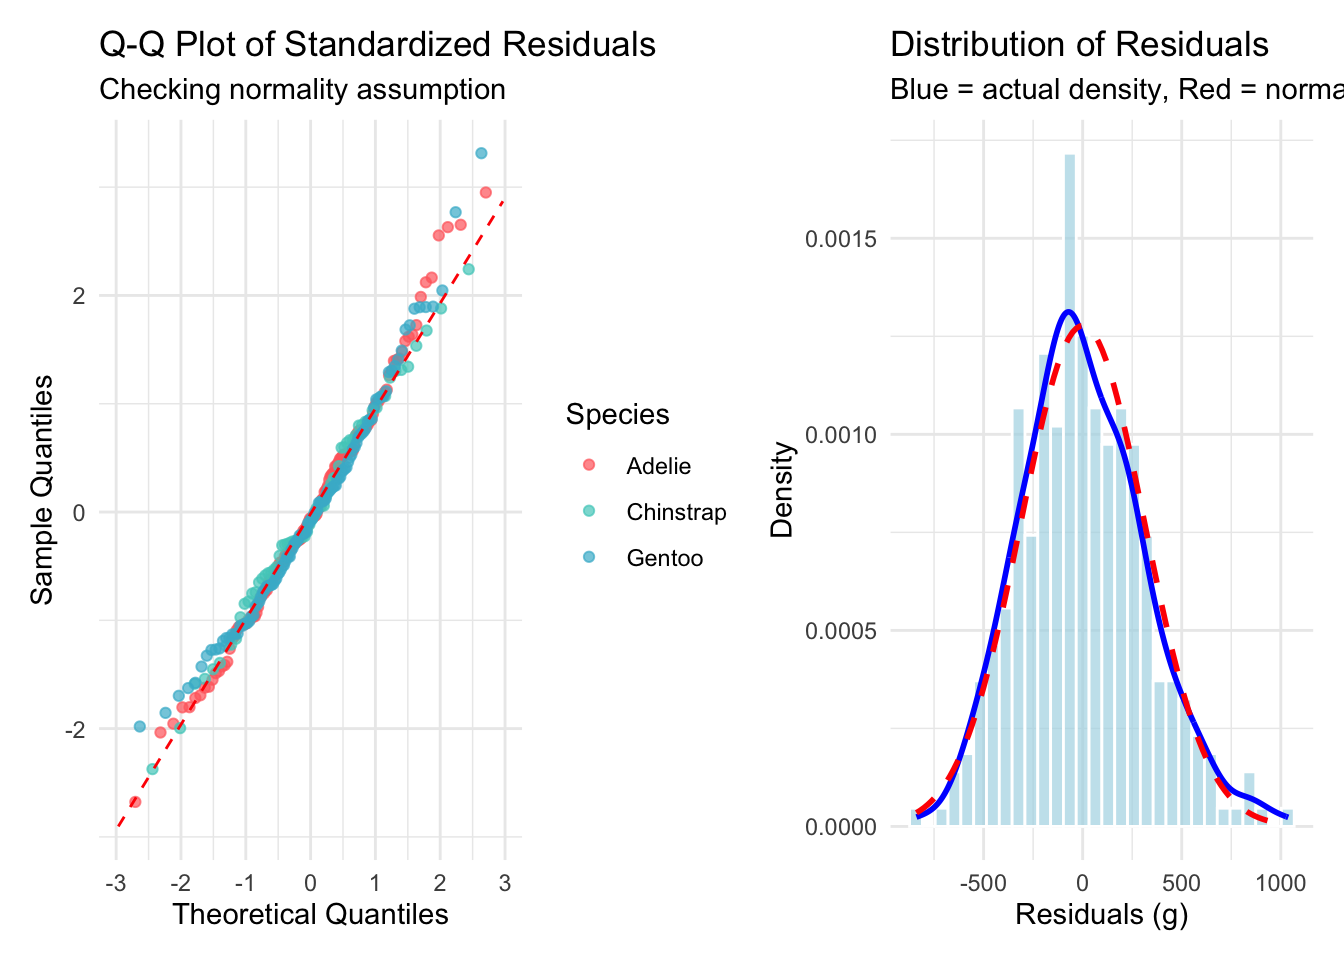 Q-Q Plot of Standardized Residuals
Checking normality assumption
Sample Quantiles
2
0
-2
-3
-2
-1
0
1
2
3
Theoretical Quantiles
Species
Adelie
Chinstrap
Gentoo
Distribution of Residuals
Blue = actual density, Red = norma
Density
0.0015
0.0010
0.0005
0.0000
-500
0
500
1000
Residuals (g)